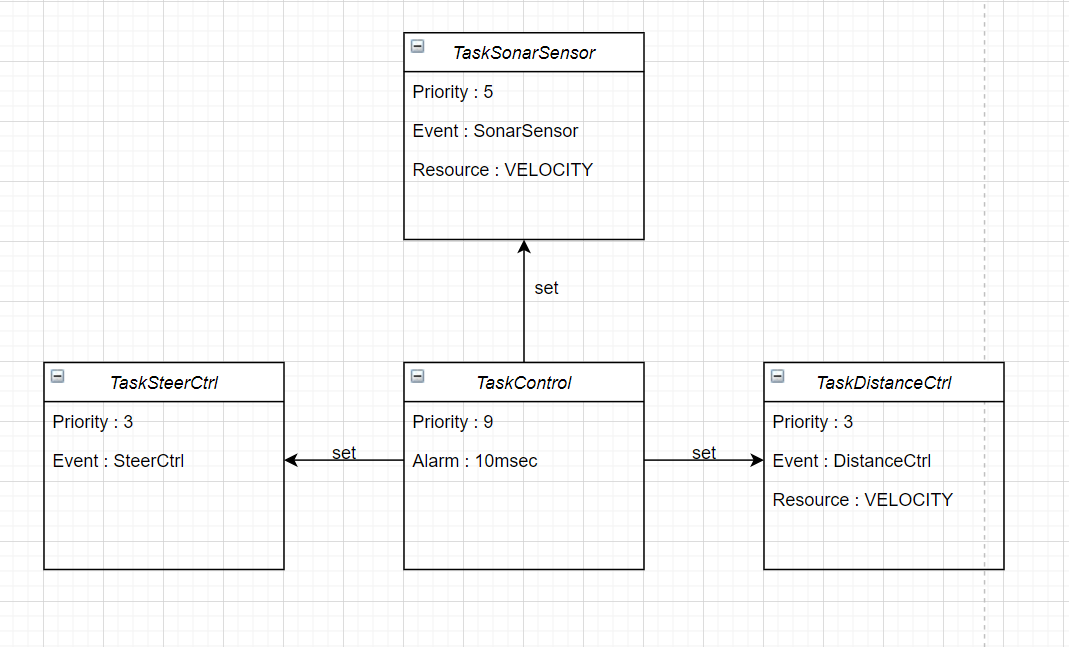 TaskSonarSensor
Priority : 5
Event : SonarSensor
Resource : VELOCITY
set
TaskSteerCtrl
Priority : 3
Event : SteerCtrl
set
TaskControl
Priority : 9
Alarm : 10msec
set
TaskDistanceCtrl
Priority : 3
Event : DistanceCtrl
Resource : VELOCITY